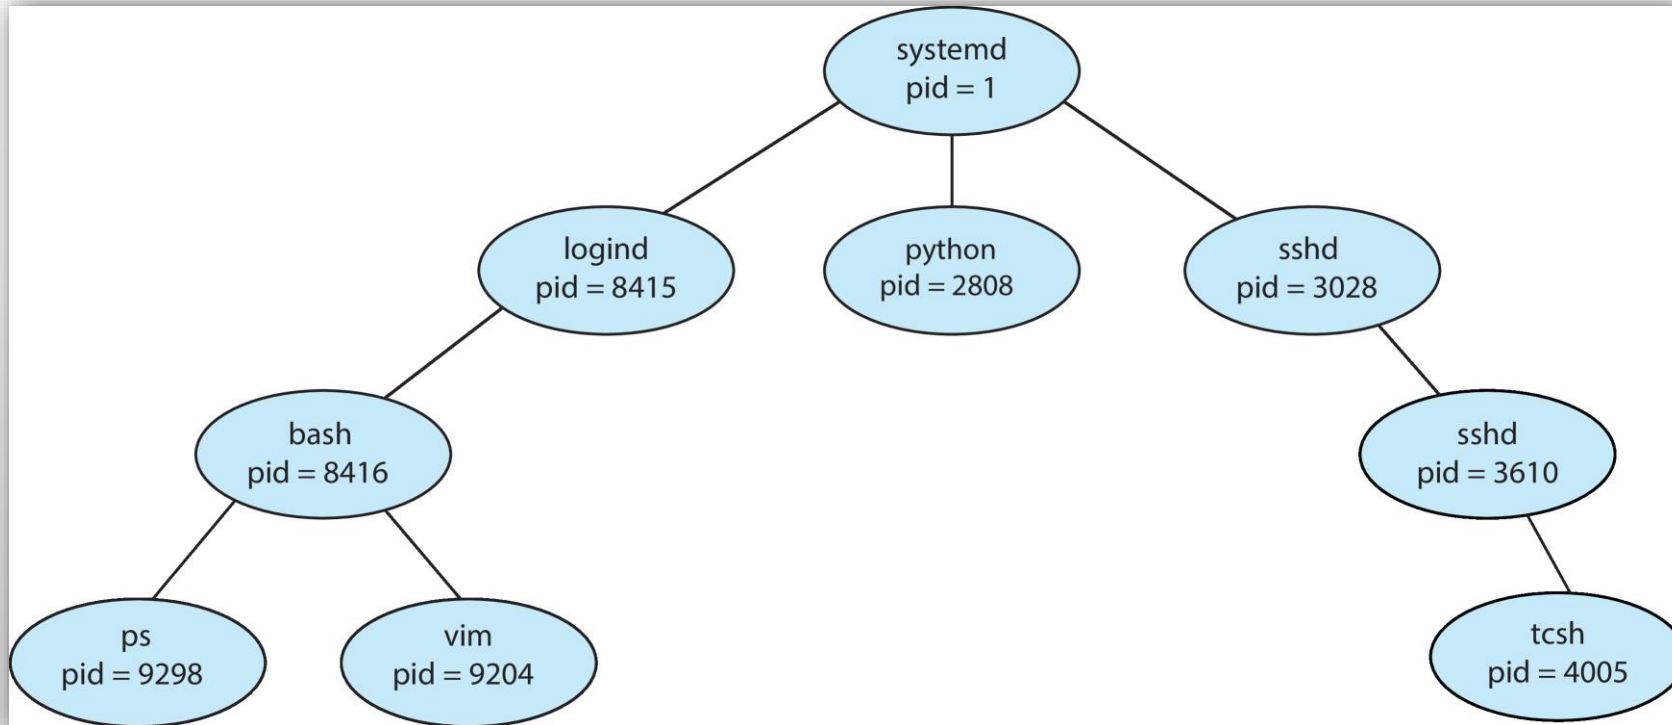 systemd
pid = 1
logind
pid = 8415
python
pid = 2808
sshd
pid = 3028
bash
pid = 8416
sshd
pid = 3610
ps
pid = 9298
vim
pid = 9204
tcsh
pid = 4005